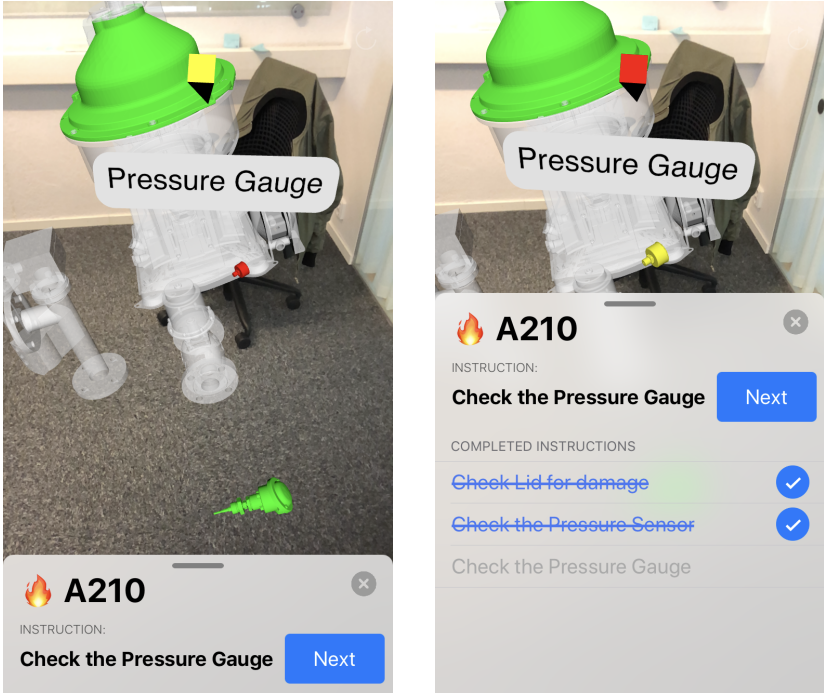 Pressure Gauge
🔥 A210
INSTRUCTION:
Check the Pressure Gauge
Next
Pressure Gauge
🔥 A210
INSTRUCTION:
Check the Pressure Gauge
Next
COMPLETED INSTRUCTIONS
Check Lid for damage
Check the Pressure Sensor
Check the Pressure Gauge